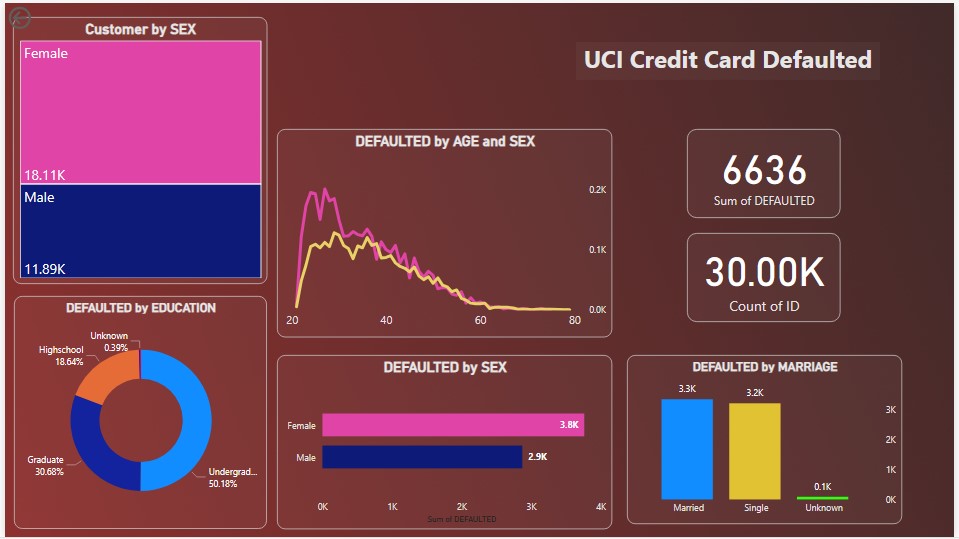 Customer by SEX
Female
18.11K
Male
11.89K
UCI Credit Card Defaulted
DEFAULTED by AGE and SEX
0.2K
0.1K
0.0K
20 40 60 80
6636
Sum of DEFAULTED
30.00K
Count of ID
DEFAULTED by EDUCATION
Unknown
0.39%
Highschool
18.64%
Graduate
30.68%
Undergrad...
50.18%
DEFAULTED by SEX
Female 3.8K
Male 2.9K
0K 1K 2K 3K 4K
Sum of DEFAULTED
DEFAULTED by MARRIAGE
3.3K 3.2K 0.1K
3K
2K
1K
0K
Married Single Unknown